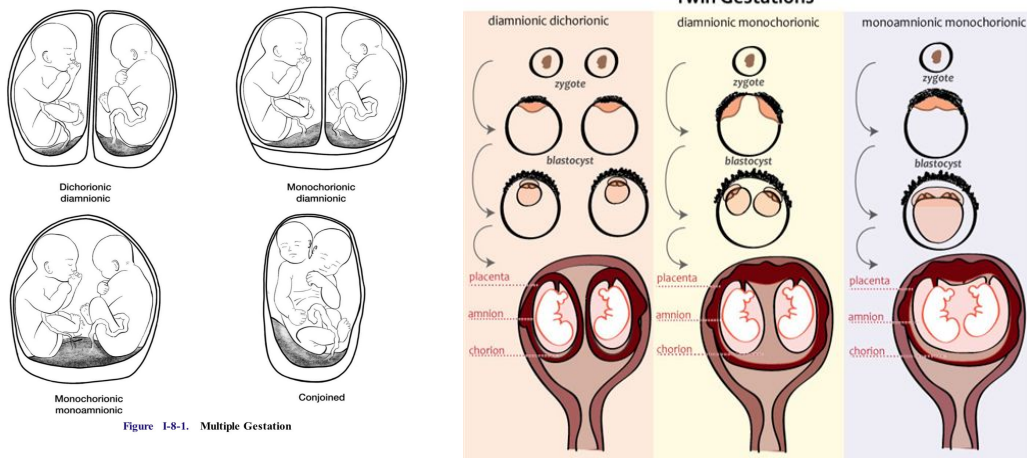 Dichorionic
diamnionic
Monochorionic
diamnionic
Monochorionic
monoamnionic
Conjoined
Figure I-8-1. Multiple Gestation
Twin Gestations
diamnionic dichorionic
diamnionic monochorionic
monoamnionic monochorionic
zygote
zygote
zygote
blastocyst
blastocyst
blastocyst
placenta
amnion
chorion
placenta
amnion
chorion
placenta
amnion
chorion